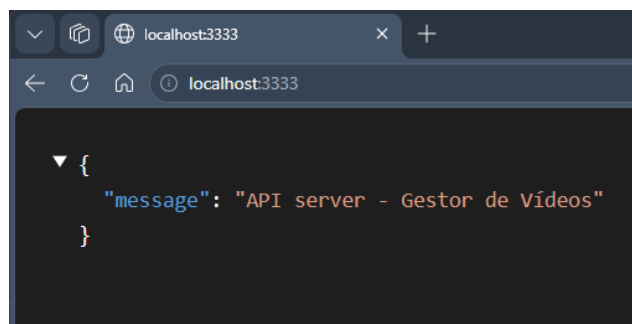 localhost:3333
localhost:3333
{
"message": "API server - Gestor de Vídeos"
}